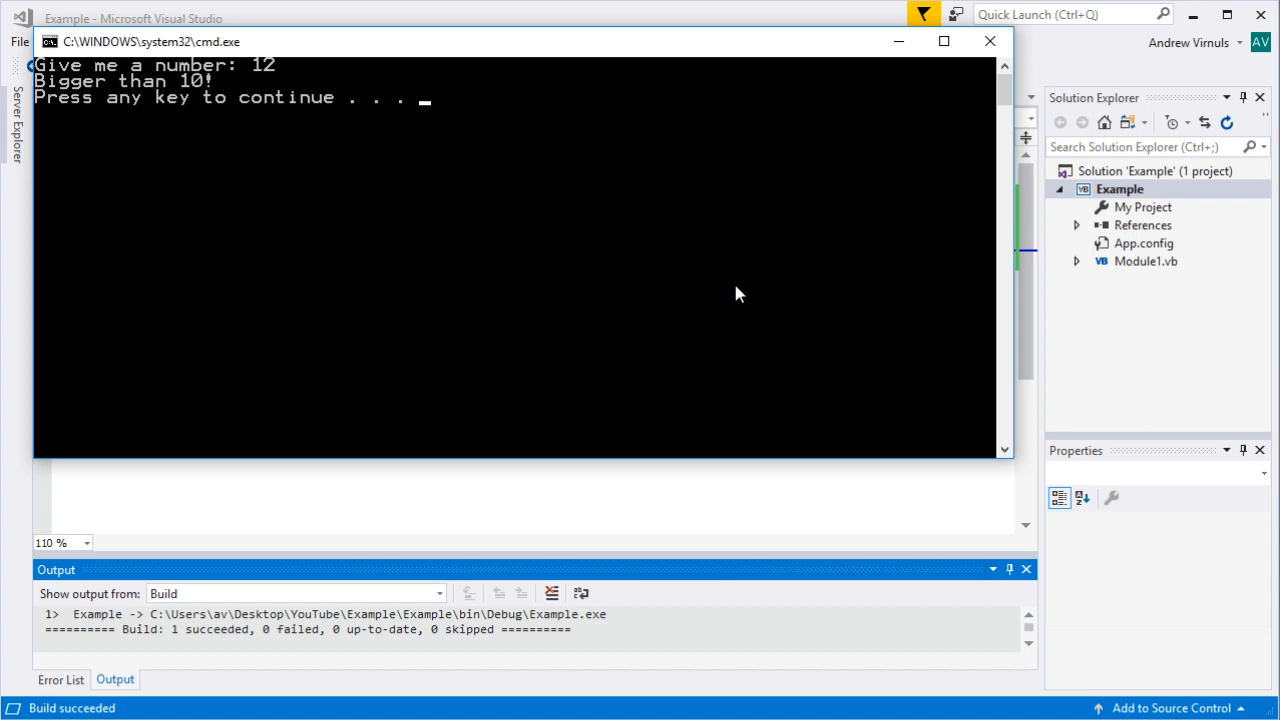 Example - Microsoft Visual Studio
Quick Launch (Ctrl+Q)
File
Andrew Virnuls
AV
C:\WINDOWS\system32\cmd.exe
Give me a number: 12
Bigger than 10!
Press any key to continue . . .
Server Explorer
Solution Explorer
Search Solution Explorer (Ctrl+;)
Solution 'Example' (1 project)
VB Example
My Project
References
App.config
VB Module1.vb
Properties
110 %
Output
Show output from: Build
1>  Example -> C:\Users\av\Desktop\YouTube\Example\Example\bin\Debug\Example.exe
========== Build: 1 succeeded, 0 failed, 0 up-to-date, 0 skipped ==========
Error List
Output
Build succeeded
Add to Source Control